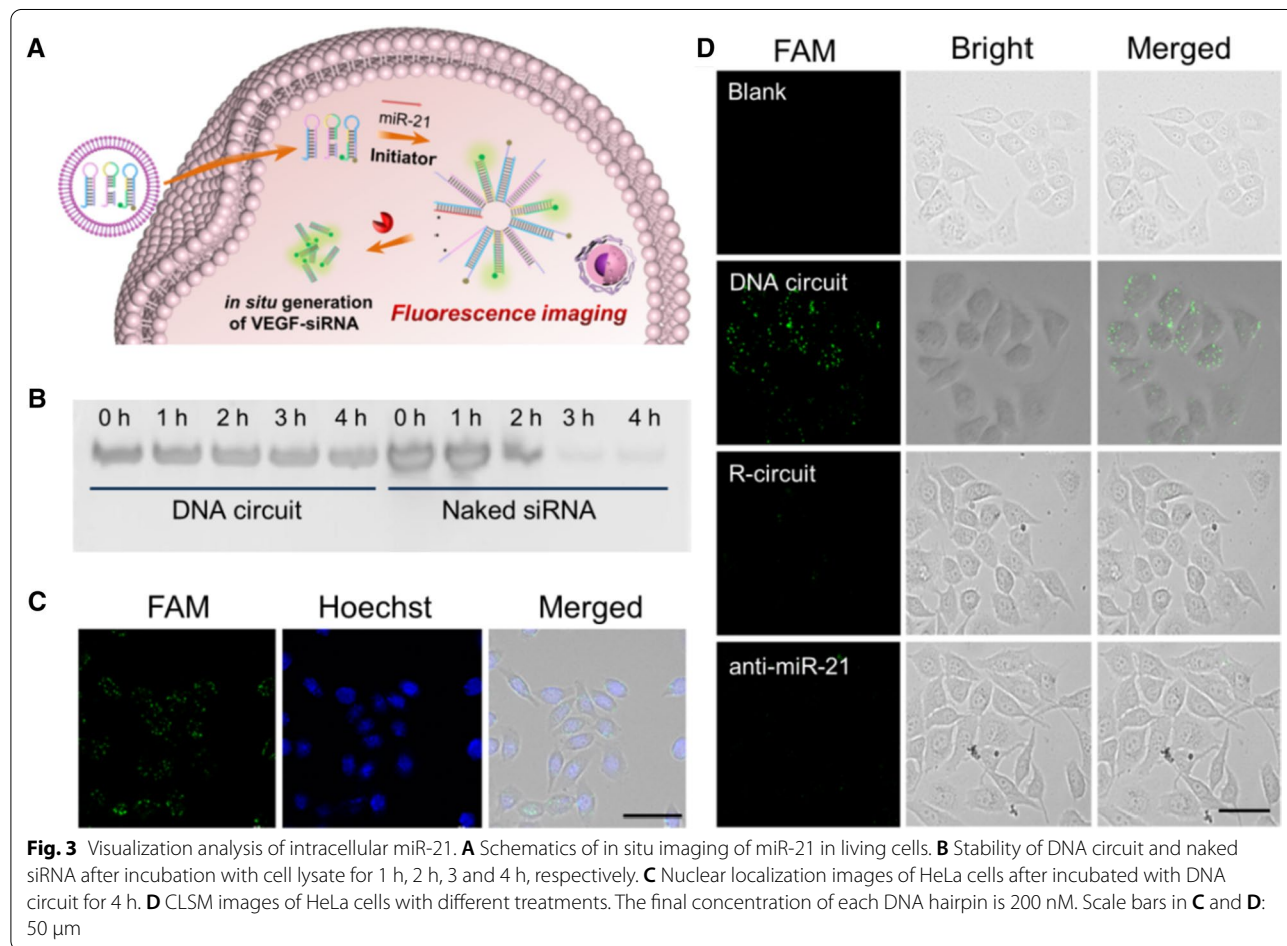 A
miR-21
Initiator
in situ generation
of VEGF-siRNA
Fluorescence imaging
B
0 h 1 h 2 h 3 h 4 h 0 h 1 h 2 h 3 h 4 h
DNA circuit Naked siRNA
C
FAM Hoechst Merged
D
FAM Bright Merged
Blank
DNA circuit
R-circuit
anti-miR-21
Fig. 3 Visualization analysis of intracellular miR-21. A Schematics of in situ imaging of miR-21 in living cells. B Stability of DNA circuit and naked
siRNA after incubation with cell lysate for 1 h, 2 h, 3 and 4 h, respectively. C Nuclear localization images of HeLa cells after incubated with DNA
circuit for 4 h. D CLSM images of HeLa cells with different treatments. The final concentration of each DNA hairpin is 200 nM. Scale bars in C and D:
50 μm